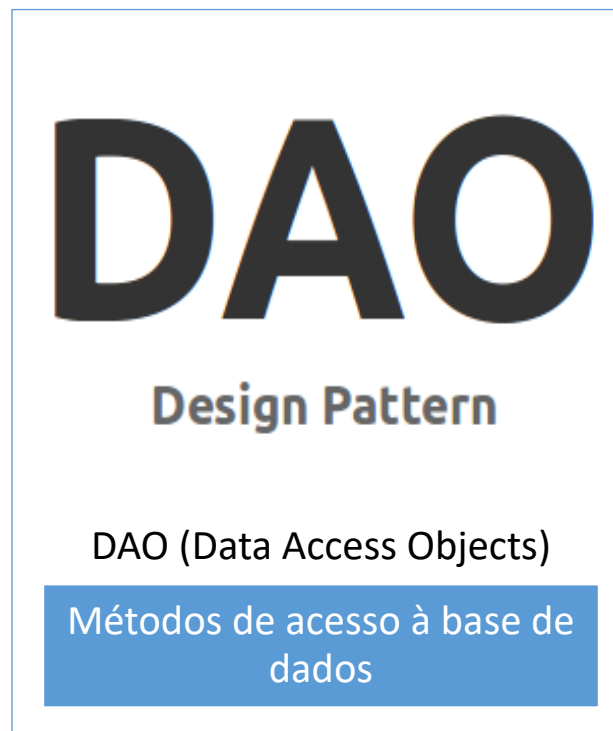 DAO
Design Pattern
DAO (Data Access Objects)
Métodos de acesso à base de
dados